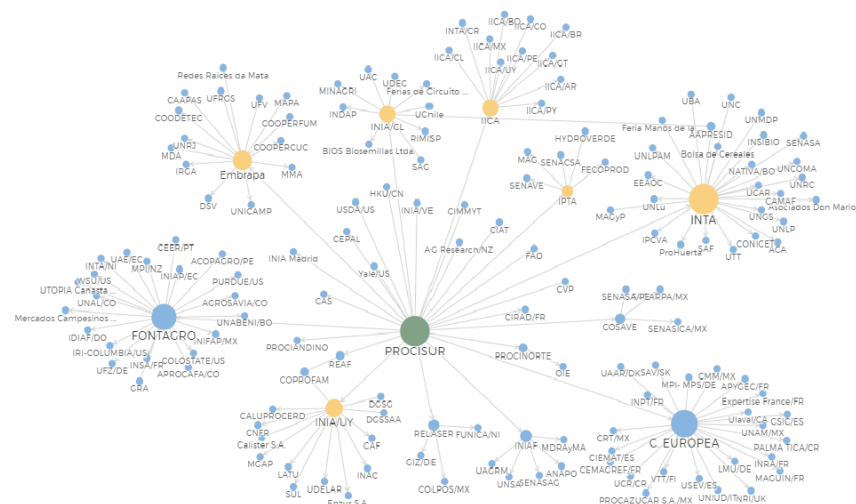 IICA/BO
IICA/CO
INTA/CR
IICA/BR
IICA/MX
IICA/CL
IICA/PE
IICA/GT
IICA/UY
IICA/AR
IICA/PY
IICA
Redes Raíces da Mata
UAC
UDEC
MINAGRI
Ferias de Circuito ...
INDAP
UChile
INIA/CL
RIMISP
BIOS Biosemillas Ltda.
SAG
CAAPAS
UFRGS
UFV
MAPA
COODETEC
COOPERFUM
UNRJ
COOPERCUC
MDA
IRGA
Embrapa
MMA
DSV
UNICAMP
HYDROVERDE
MAG
SENACSA
FECOPROD
SENAVE
IPTA
UBA
UNC
UNMDP
Feria Manos de la
AAPRESID
INSIBIO
SENASA
UNLPAM
Bolsa de Cereales
EEAOC
NATIVA/BO
UNCOMA
UCAR
UNRC
CAMAF
MAGyP
UNLu
INTA
Asociados Don Mario
UNGS
UNLP
IPCVA
ProHuerta
SAF
CONICET
ACA
UTT
HKU/CN
USDA/US
INIA/VE
CIMMYT
CEPAL
CIAT
AG Research/NZ
INIA Madrid
Yale/US
FAO
CAS
CVP
CIRAD/FR
PROCISUR
PROCIANDINO
REAF
PROCINORTE
OIE
COPROFAM
SENASICA/MX
COSAVE
CEER/PT
UAE/EC
ACOPAGRO/PE
INTA/NI
MPI/NZ
INIAP/EC
WSU/US
PURDUE/US
UTOPIA Canasta ...
UNAL/CO
AGROSAVIA/CO
Mercados Campesinos ...
UNABENI/BO
FONTAGRO
IDIAF/DO
INIFAP/MX
IRI-COLUMBIA/US
COLOSTATE/US
INSA/FR
UFZ/DE
APROCAFA/CO
GRA
CALUPROCERD
DGSG
DGSSAA
CNFR
INIA/UY
Calister S.A.
CAF
MGAP
LATU
INAC
SUL
UDELAR
RELASER
FUNICA/NI
GIZ/DE
COLPOS/MX
INIAF
MDRAyMA
UAGRM
UNSA
SENASAG
ANAPO
UAAR/DK
SAV/SK
CMM/MX
MPI- MPS/DE
APYGEC/FR
INPT/FR
Expertise France/FR
Ulaval/CA
CSIC/ES
CRT/MX
C. EUROPEA
UNAM/MX
PALMA TICA/CR
CIEMAT/ES
CEMACREF/FR
INRA/FR
LMU/DE
MAGUIN/FR
UCR/CR
VTT/FI
USEV/ES
PROCAZUCAR S.A./MX